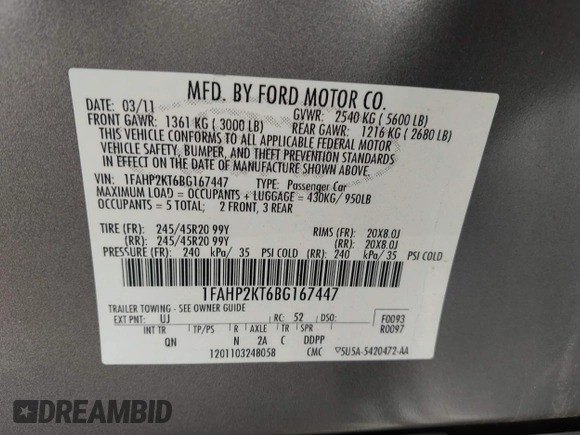 MFD. BY FORD MOTOR CO.
DATE: 03/11 GVWR: 2540 KG ( 5600 LB)
FRONT GAWR: 1361 KG ( 3000 LB) REAR GAWR: 1216 KG ( 2680 LB)
THIS VEHICLE CONFORMS TO ALL APPLICABLE FEDERAL MOTOR
VEHICLE SAFETY, BUMPER, AND THEFT PREVENTION STANDARDS
IN EFFECT ON THE DATE OF MANUFACTURE SHOWN ABOVE.
VIN: 1FAHP2KT6BG167447 TYPE: Passenger Car
MAXIMUM LOAD = OCCUPANTS + LUGGAGE = 430KG/ 950LB
OCCUPANTS = 5 TOTAL; 2 FRONT, 3 REAR
TIRE (FR): 245/45R20 99Y RIMS (FR): 20X8.0J
(RR): 245/45R20 99Y (RR): 20X8.0J
PRESSURE (FR): 240 kPa/ 35 PSI COLD (RR): 240 kPa/ 35 PSI COLD
1FAHP2KT6BG167447
TRAILER TOWING - SEE OWNER GUIDE
EXT PNT: UJ RC: 52 DSO: F0093
R0097
INT TR TP/PS R AXLE TR SPR
QN N 2A C DDPP
1201103248058 CMC ▽5U5A-5420472-AA
DREAMBID